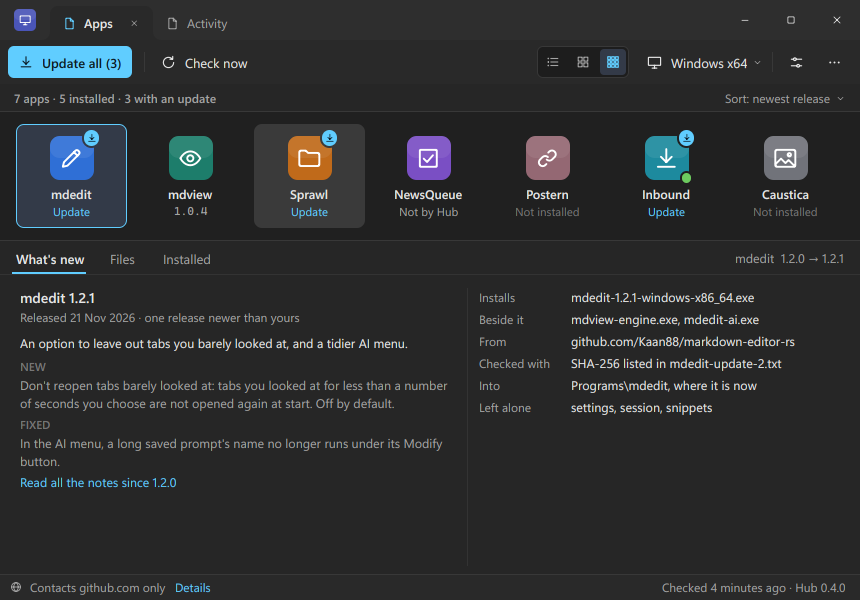 Apps
Activity
Update all (3)
Check now
Windows x64
7 apps · 5 installed · 3 with an update
Sort: newest release
mdedit
Update
mdview
1.0.4
Sprawl
Update
NewsQueue
Not by Hub
Postern
Not installed
Inbound
Update
Caustica
Not installed
What's new
Files
Installed
mdedit 1.2.0 → 1.2.1
mdedit 1.2.1
Released 21 Nov 2026 · one release newer than yours
An option to leave out tabs you barely looked at, and a tidier AI menu.
NEW
Don't reopen tabs barely looked at: tabs you looked at for less than a number
of seconds you choose are not opened again at start. Off by default.
FIXED
In the AI menu, a long saved prompt's name no longer runs under its Modify
button.
Read all the notes since 1.2.0
Installs mdedit-1.2.1-windows-x86_64.exe
Beside it mdview-engine.exe, mdedit-ai.exe
From github.com/Kaan88/markdown-editor-rs
Checked with SHA-256 listed in mdedit-update-2.txt
Into Programs\mdedit, where it is now
Left alone settings, session, snippets
Contacts github.com only Details
Checked 4 minutes ago · Hub 0.4.0